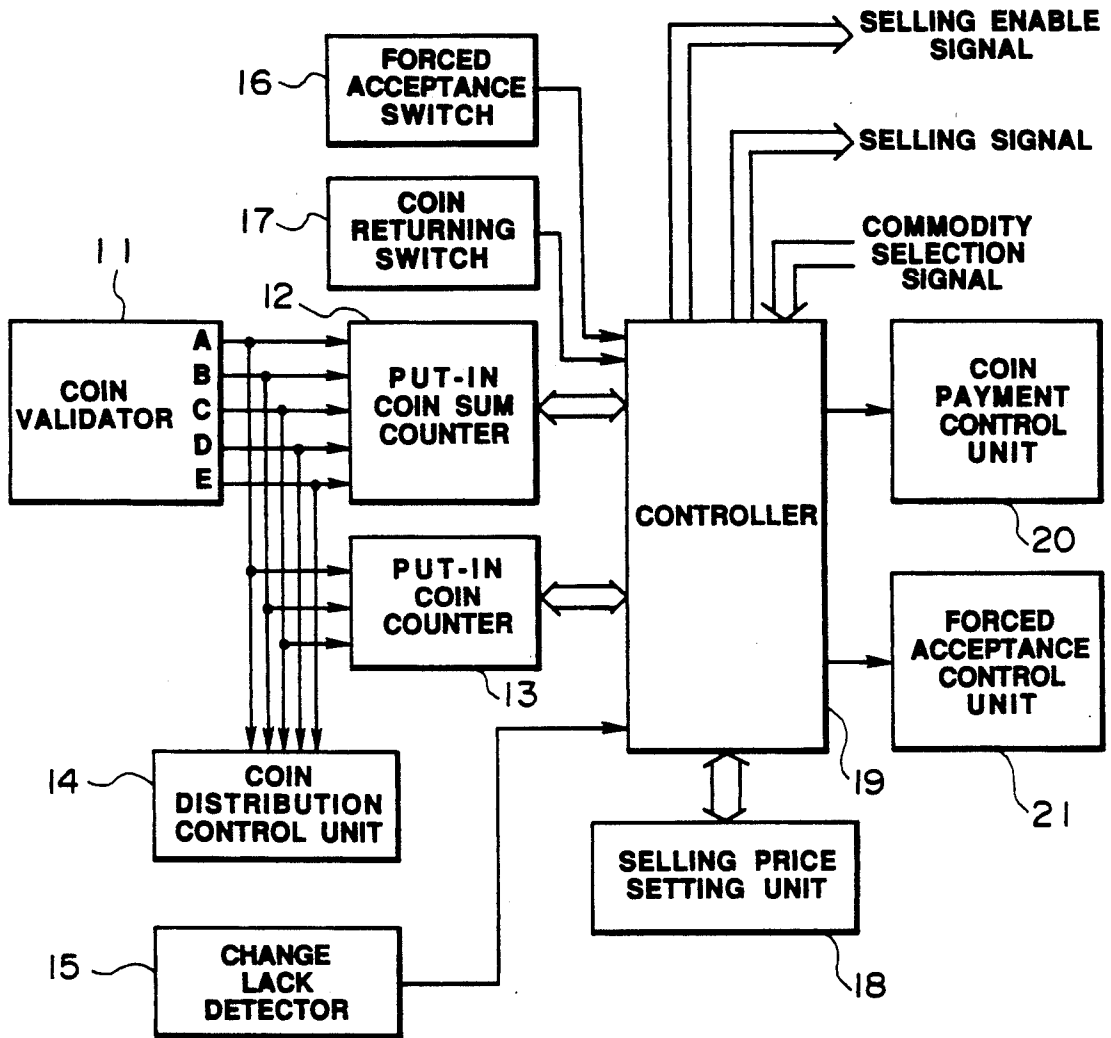 SELLING ENABLE
SIGNAL
FORCED
ACCEPTANCE
SWITCH
16
SELLING SIGNAL
COIN
RETURNING
SWITCH
17
COMMODITY
SELECTION
SIGNAL
11
12
COIN
VALIDATOR
A
B
C
D
E
PUT-IN
COIN SUM
COUNTER
CONTROLLER
COIN
PAYMENT
CONTROL
UNIT
20
PUT-IN
COIN
COUNTER
13
FORCED
ACCEPTANCE
CONTROL
UNIT
21
19
14
COIN
DISTRIBUTION
CONTROL UNIT
SELLING PRICE
SETTING UNIT
18
15
CHANGE
LACK
DETECTOR